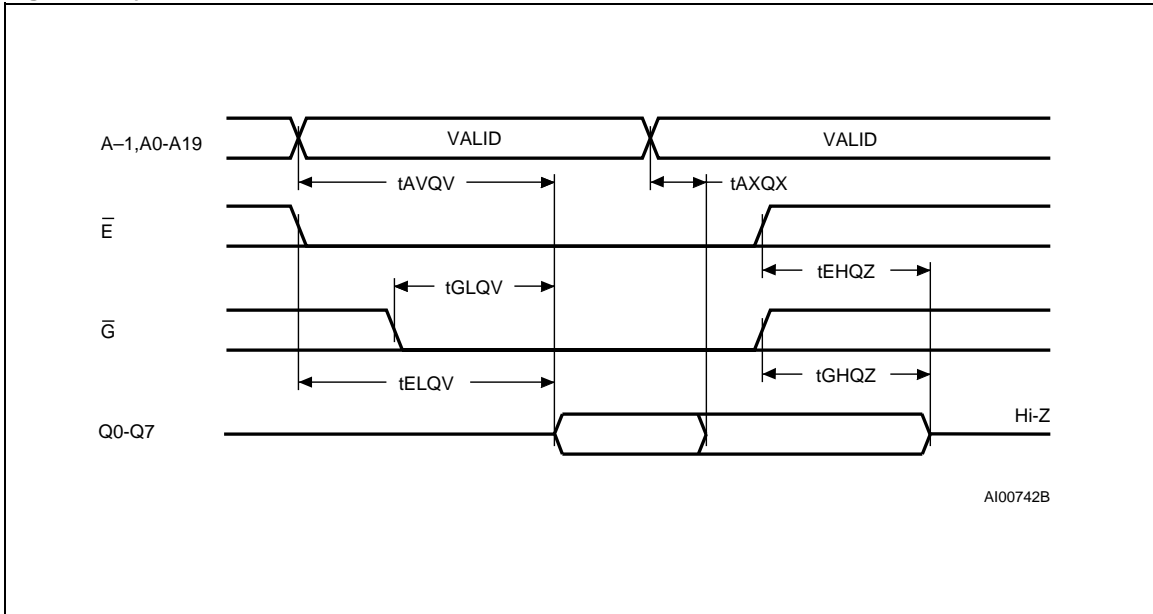 A–1,A0-A19 VALID VALID
tAVQV tAXQX
E̅
tEHQZ
tGLQV
G̅
tELQV tGHQZ
Q0-Q7 Hi-Z
AI00742B